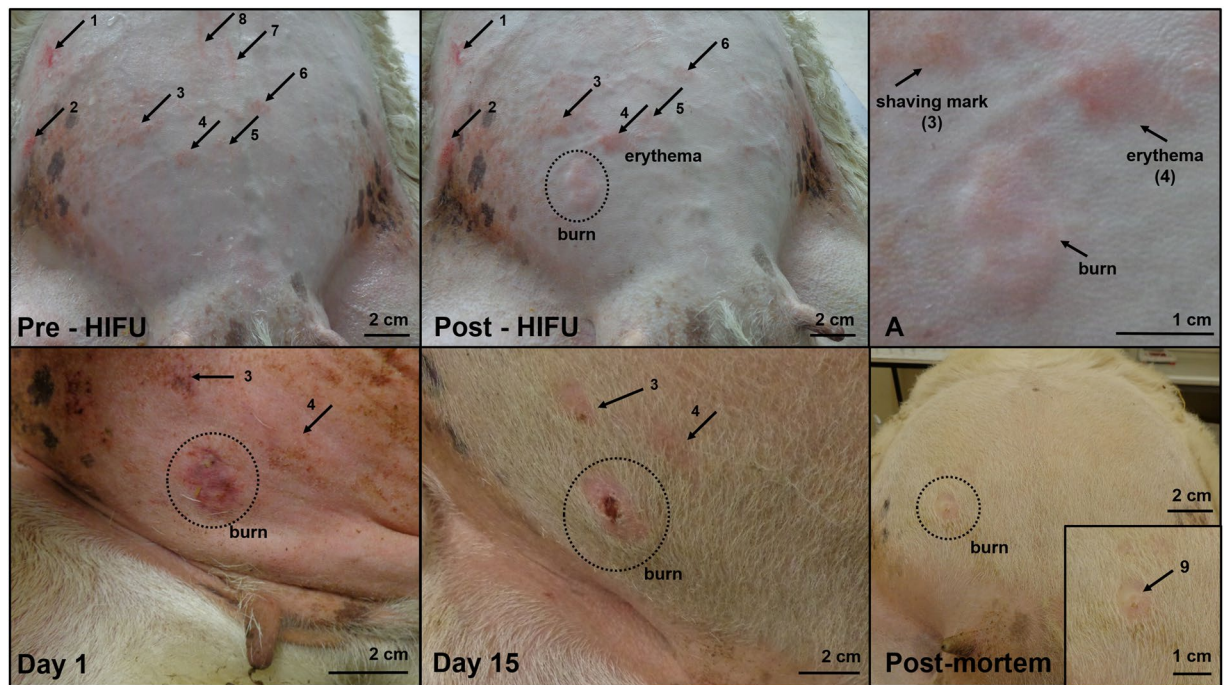 1
8
7
6
2
3
4
5
Pre - HIFU
2 cm
1
6
2
3
4
5
erythema
burn
Post - HIFU
2 cm
shaving mark
(3)
erythema
(4)
burn
A
1 cm
3
4
burn
Day 1
2 cm
3
4
burn
Day 15
2 cm
2 cm
burn
9
Post-mortem
1 cm